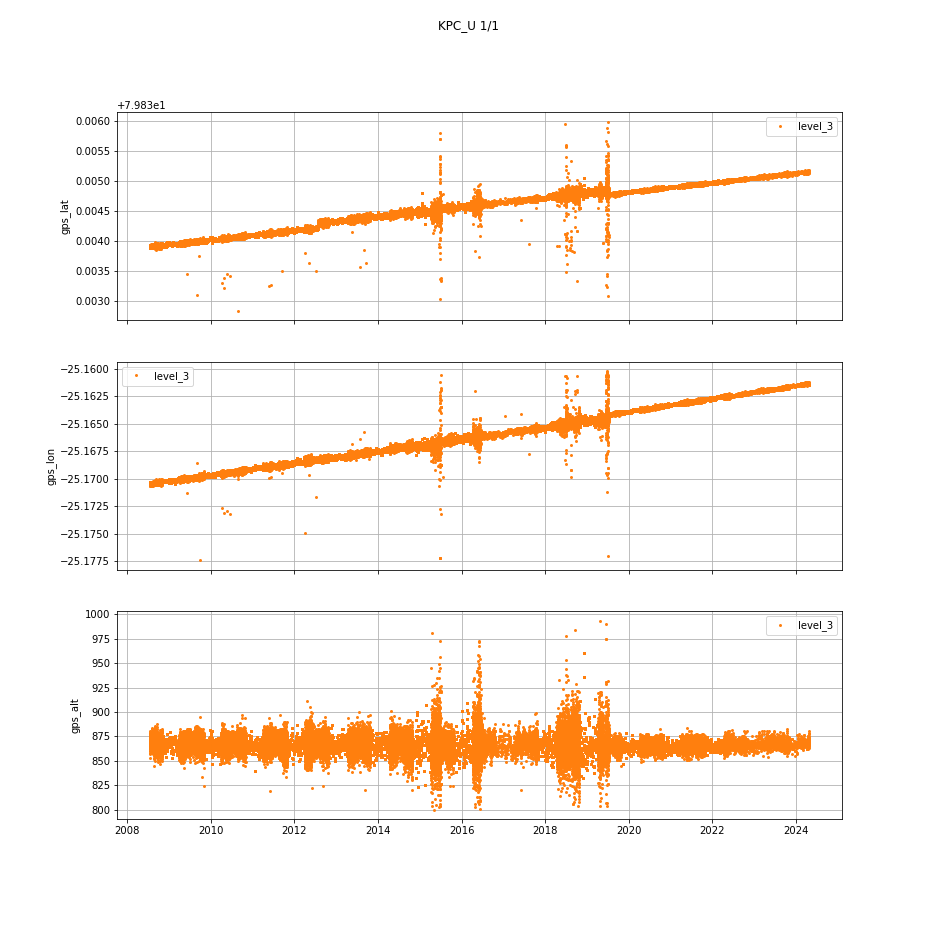 KPC_U 1/1
+7.983e1
0.0060
0.0055
0.0050
0.0045
0.0040
0.0035
0.0030
gps_lat
level_3
−25.1600
−25.1625
−25.1650
−25.1675
−25.1700
−25.1725
−25.1750
−25.1775
gps_lon
level_3
1000
975
950
925
900
875
850
825
800
gps_alt
level_3
2008 2010 2012 2014 2016 2018 2020 2022 2024